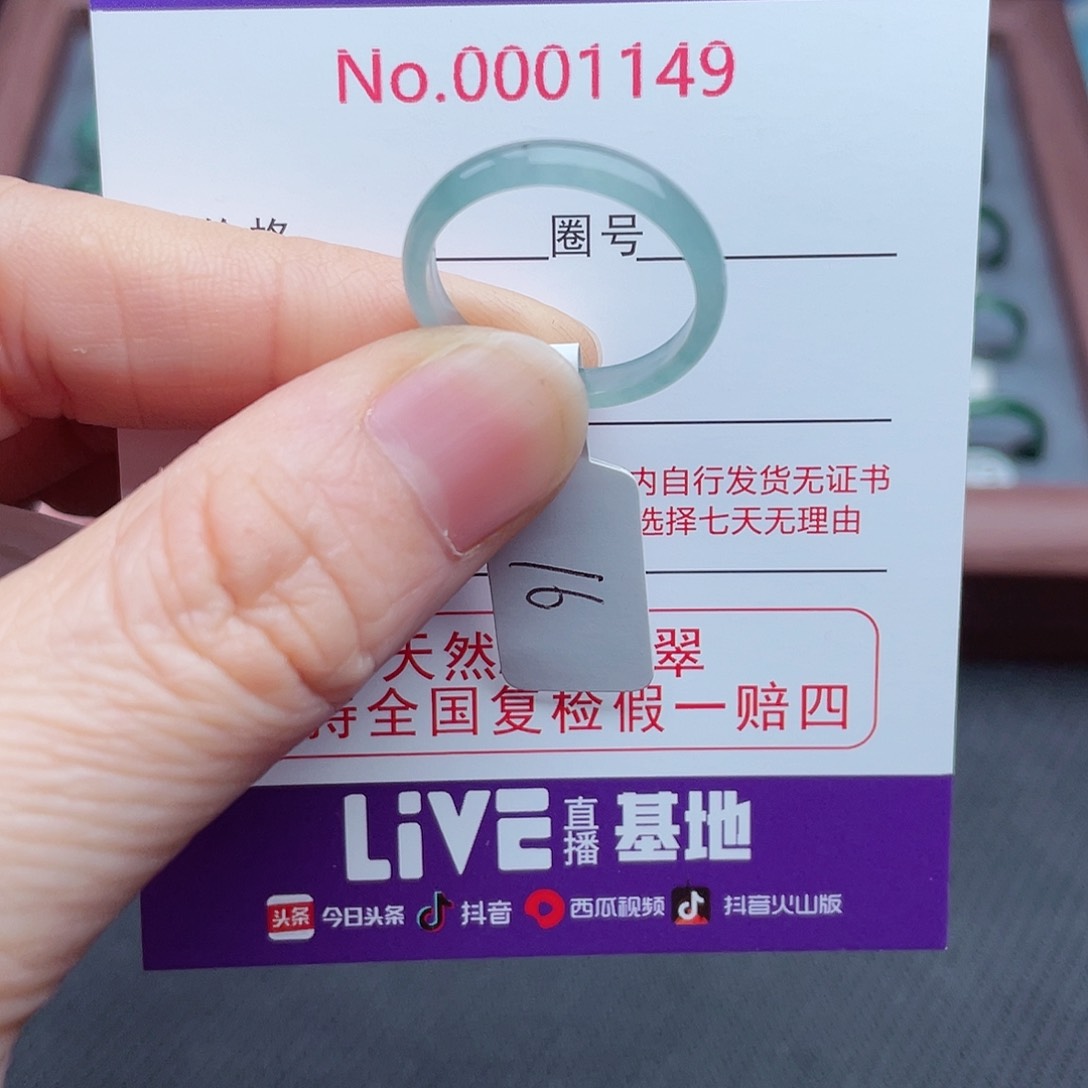 No.0001149
格 圈号
内自行发货无证书
选择七天无理由
16
天然 翠
持全国复检假一赔四
LiVE直播基地
头条 今日头条 抖音 西瓜视频 抖音火山版